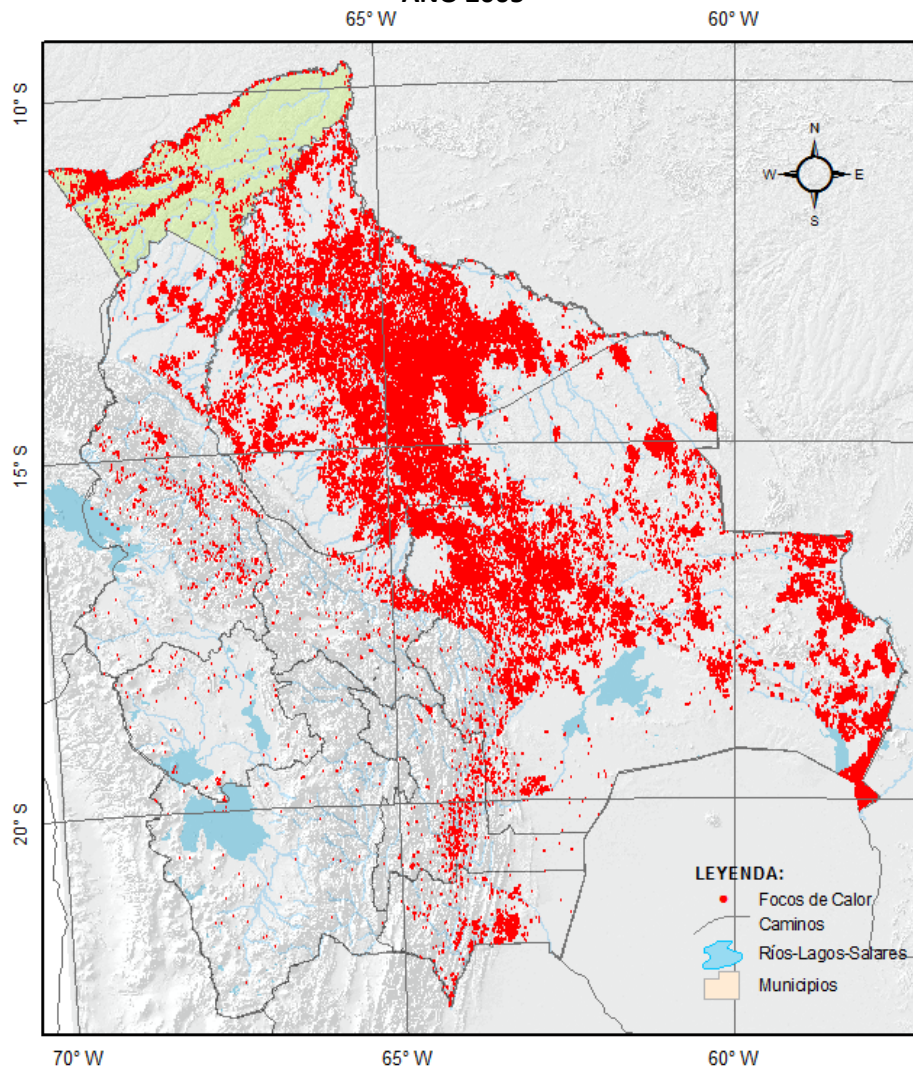 65° W
60° W
10° S
N
W
E
S
15° S
20° S
LEYENDA:
Focos de Calor
Caminos
Ríos-Lagos-Salares
Municipios
70° W
65° W
60° W